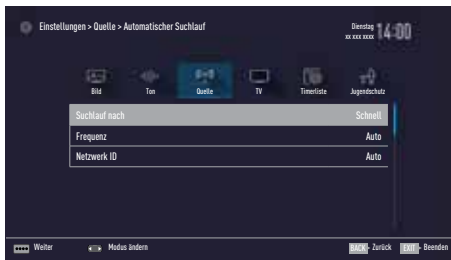 Einstellungen > Quelle > Automatischer Suchlauf
Dienstag
xx xxx xxxx
14:00
Bild Ton Quelle TV Timerliste Jugendschutz
Suchlauf nach Schnell
Frequenz Auto
Netzwerk ID Auto
Weiter Modus ändern BACK Zurück EXIT Beenden